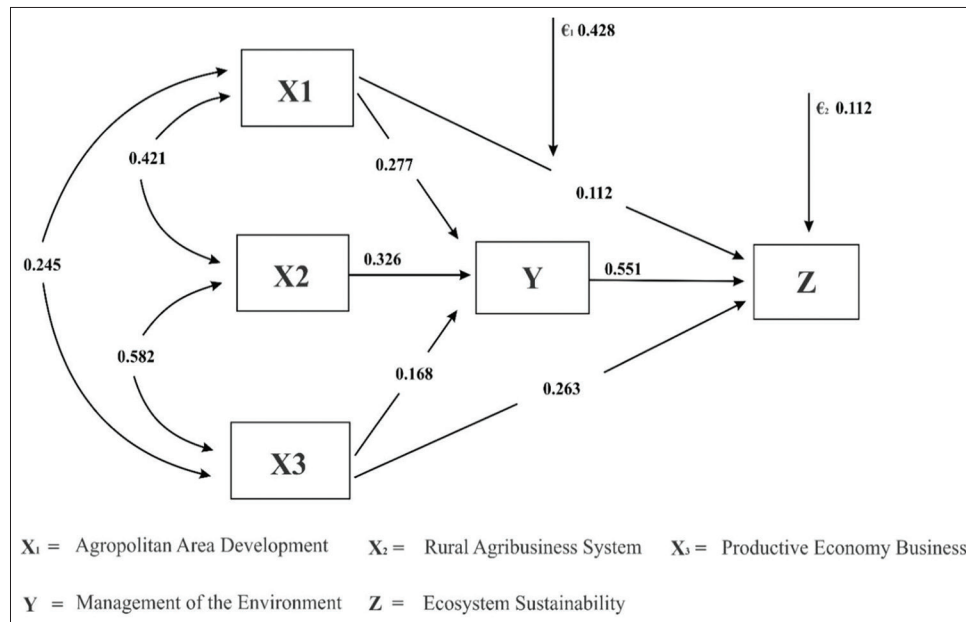 €₁ 0.428
X1
€₂ 0.112
0.421
0.277
0.112
0.245
X2
0.326
Y
0.551
Z
0.582
0.168
0.263
X3
X₁ = Agropolitan Area Development X₂ = Rural Agribusiness System X₃ = Productive Economy Business
Y = Management of the Environment Z = Ecosystem Sustainability